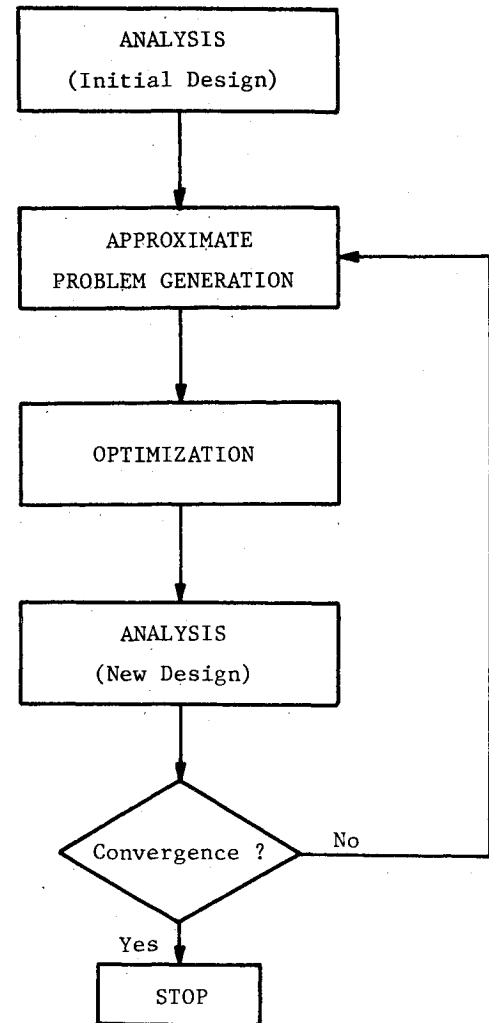 ANALYSIS
(Initial Design)
APPROXIMATE
PROBLEM GENERATION
OPTIMIZATION
ANALYSIS
(New Design)
Convergence ?
No
Yes
STOP